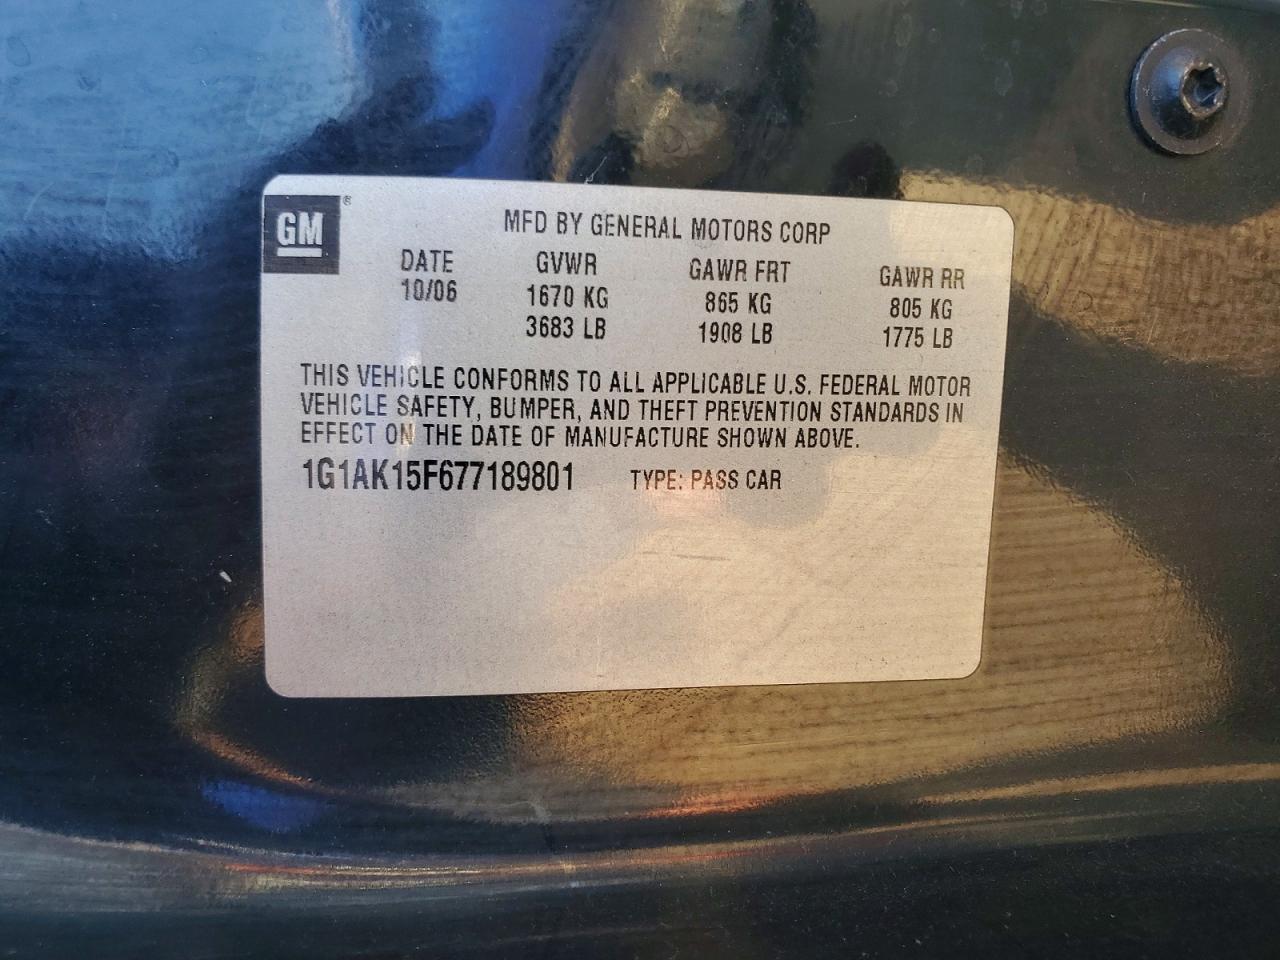 GM®
MFD BY GENERAL MOTORS CORP
DATE GVWR GAWR FRT GAWR RR
10/06 1670 KG 865 KG 805 KG
3683 LB 1908 LB 1775 LB
THIS VEHICLE CONFORMS TO ALL APPLICABLE U.S. FEDERAL MOTOR
VEHICLE SAFETY, BUMPER, AND THEFT PREVENTION STANDARDS IN
EFFECT ON THE DATE OF MANUFACTURE SHOWN ABOVE.
1G1AK15F677189801 TYPE: PASS CAR